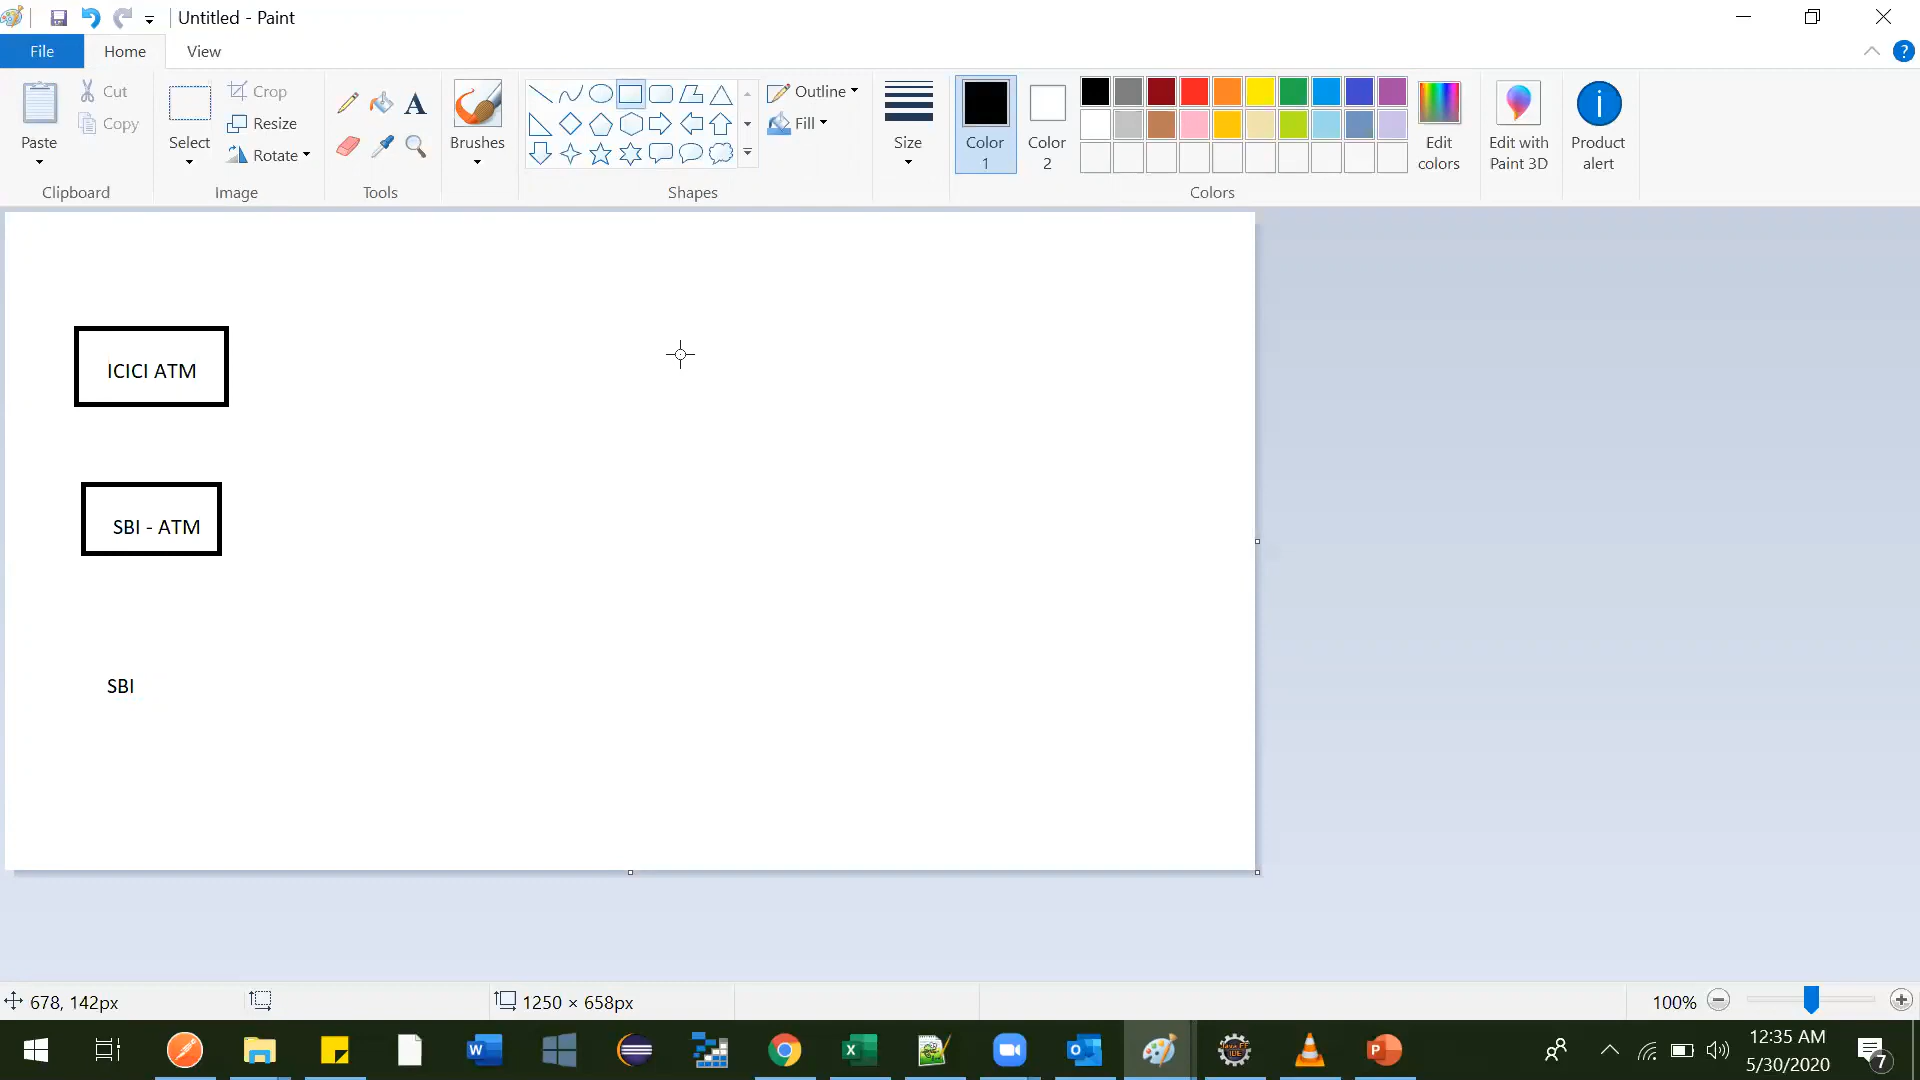 Untitled - Paint
File
Home
View
Paste
Cut
Copy
Clipboard
Select
Crop
Resize
Rotate
Image
A
Tools
Brushes
Shapes
Outline
Fill
Size
Color
1
Color
2
Colors
Edit
colors
Edit with
Paint 3D
Product
alert
ICICI ATM
SBI - ATM
SBI
678, 142px
1250 × 658px
100%
12:35 AM
5/30/2020
7